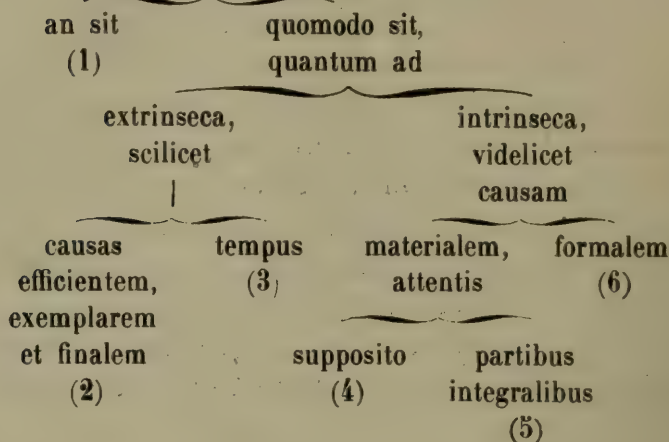 an sit
(1)
quomodo sit,
quantum ad
extrinseca,
scilicet
intrinseca,
videlicet
causam
causas
efficientem,
exemplarem
et finalem
(2)
tempus
(3)
materialem,
attentis
formalem
(6)
supposito
(4)
partibus
integralibus
(5)